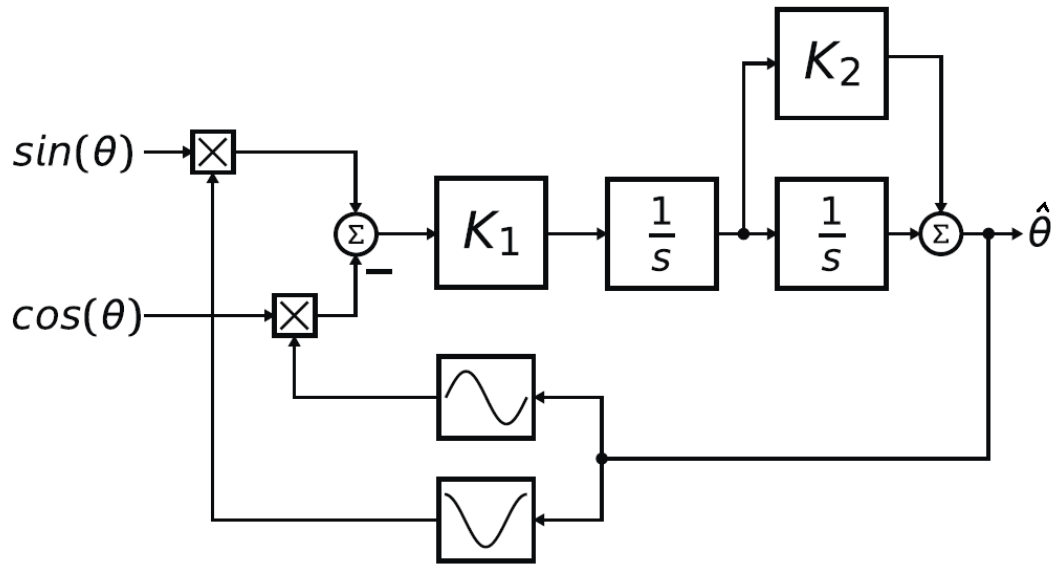 K₂
sin(θ)
Σ
K₁
1/s
1/s
Σ
θ̂
−
cos(θ)